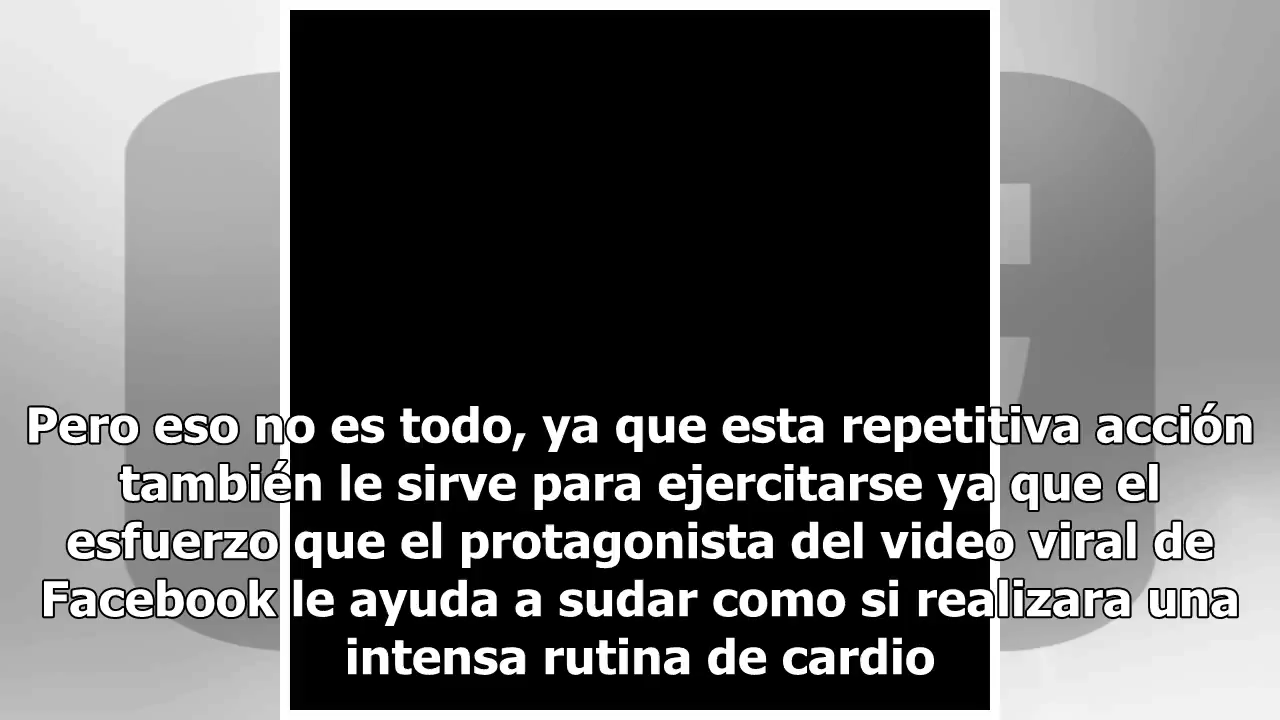 Pero eso no es todo, ya que esta repetitiva acción
también le sirve para ejercitarse ya que el
esfuerzo que el protagonista del video viral de
Facebook le ayuda a sudar como si realizara una
intensa rutina de cardio